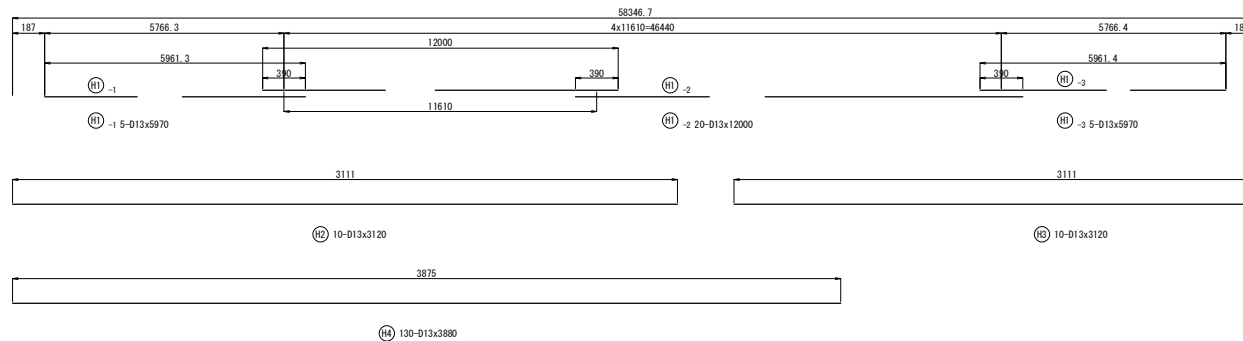 58346.7
187 5766.3 4x11610=46440 5766.4 18
12000
5961.3 5961.4
390 390 390
H1 -1 H1 -2 H1 -3
11610
H1 -1 5-D13x5970 H1 -2 20-D13x12000 H1 -3 5-D13x5970
3111 3111
H2 10-D13x3120 H3 10-D13x3120
3875
H4 130-D13x3880